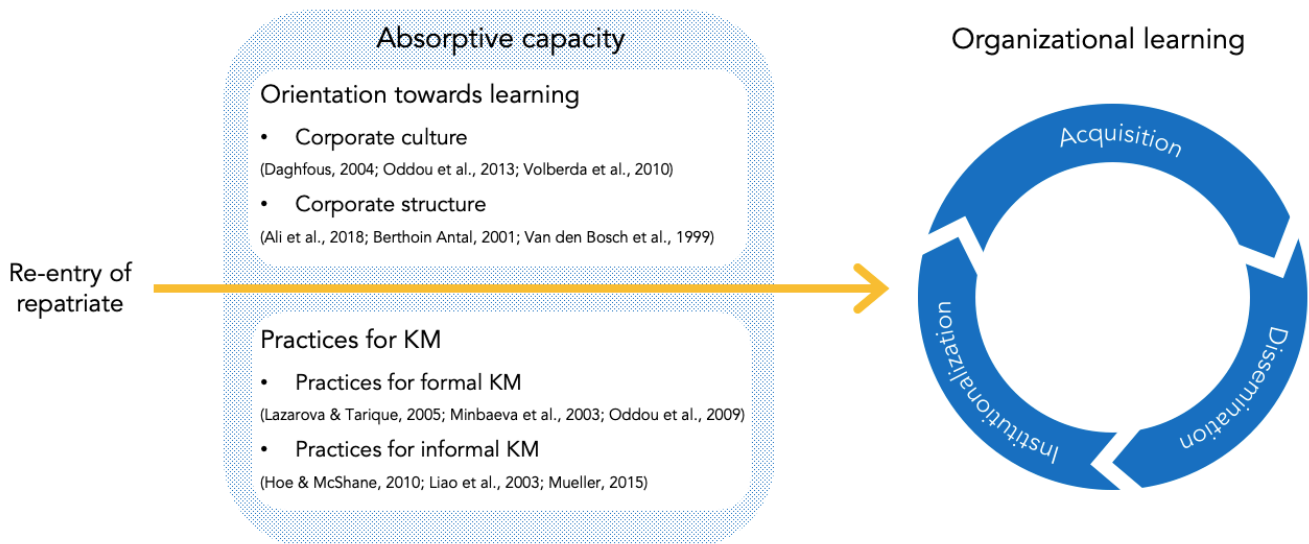 Absorptive capacity
Orientation towards learning
• Corporate culture
(Daghfous, 2004; Oddou et al., 2013; Volberda et al., 2010)
• Corporate structure
(Ali et al., 2018; Berthoin Antal, 2001; Van den Bosch et al., 1999)
Re-entry of
repatriate
Practices for KM
• Practices for formal KM
(Lazarova & Tarique, 2005; Minbaeva et al., 2003; Oddou et al., 2009)
• Practices for informal KM
(Hoe & McShane, 2010; Liao et al., 2003; Mueller, 2015)
Organizational learning
Acquisition
Dissemination
Institutionalization